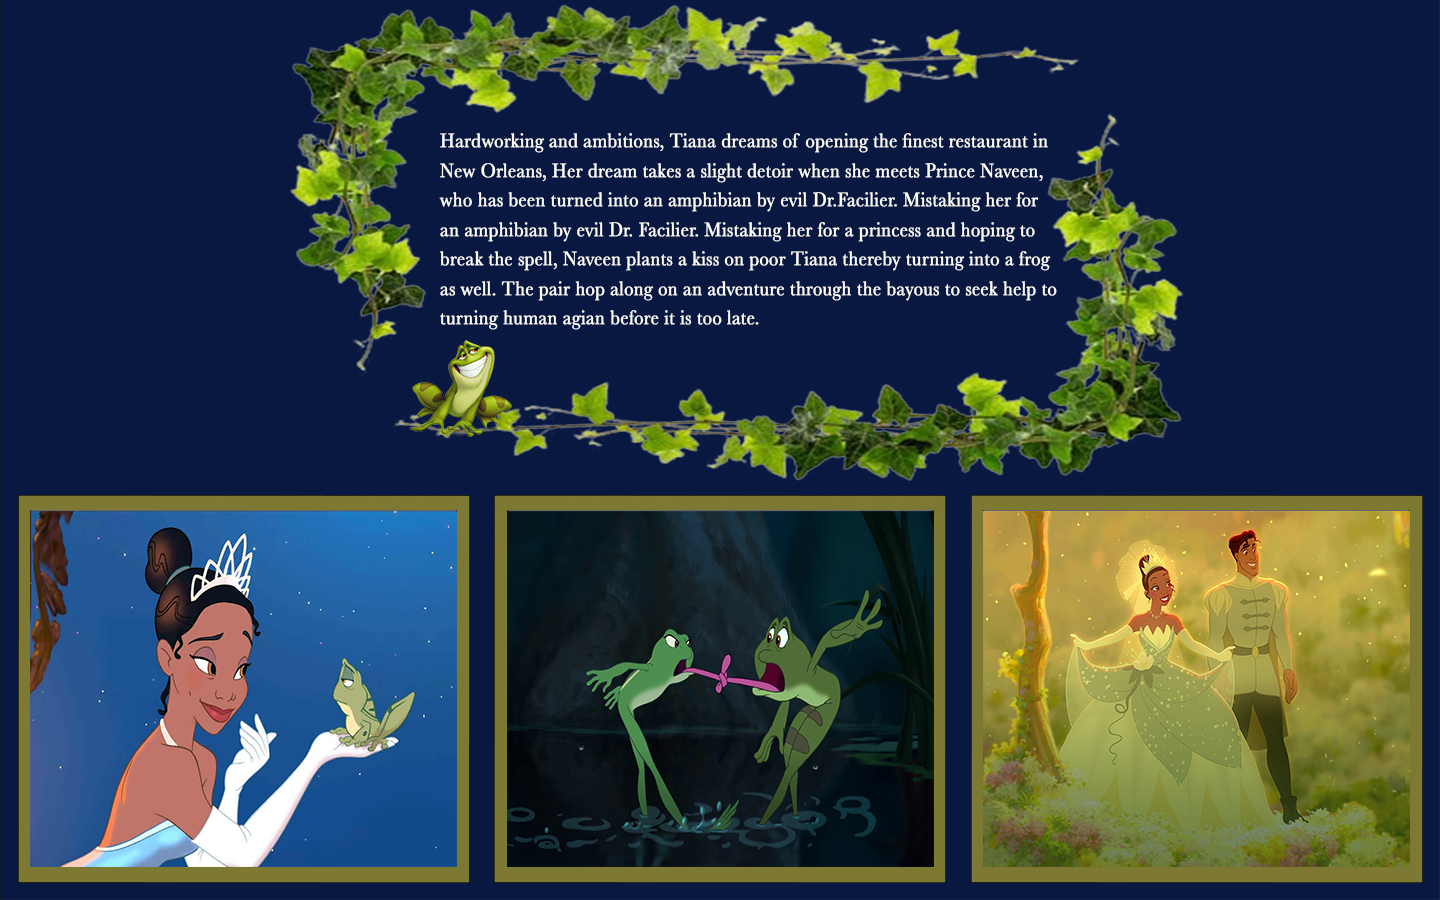 Hardworking and ambitions, Tiana dreams of opening the finest restaurant in
New Orleans, Her dream takes a slight detoir when she meets Prince Naveen,
who has been turned into an amphibian by evil Dr.Facilier. Mistaking her for
an amphibian by evil Dr. Facilier. Mistaking her for a princess and hoping to
break the spell, Naveen plants a kiss on poor Tiana thereby turning into a frog
as well. The pair hop along on an adventure through the bayous to seek help to
turning human agian before it is too late.